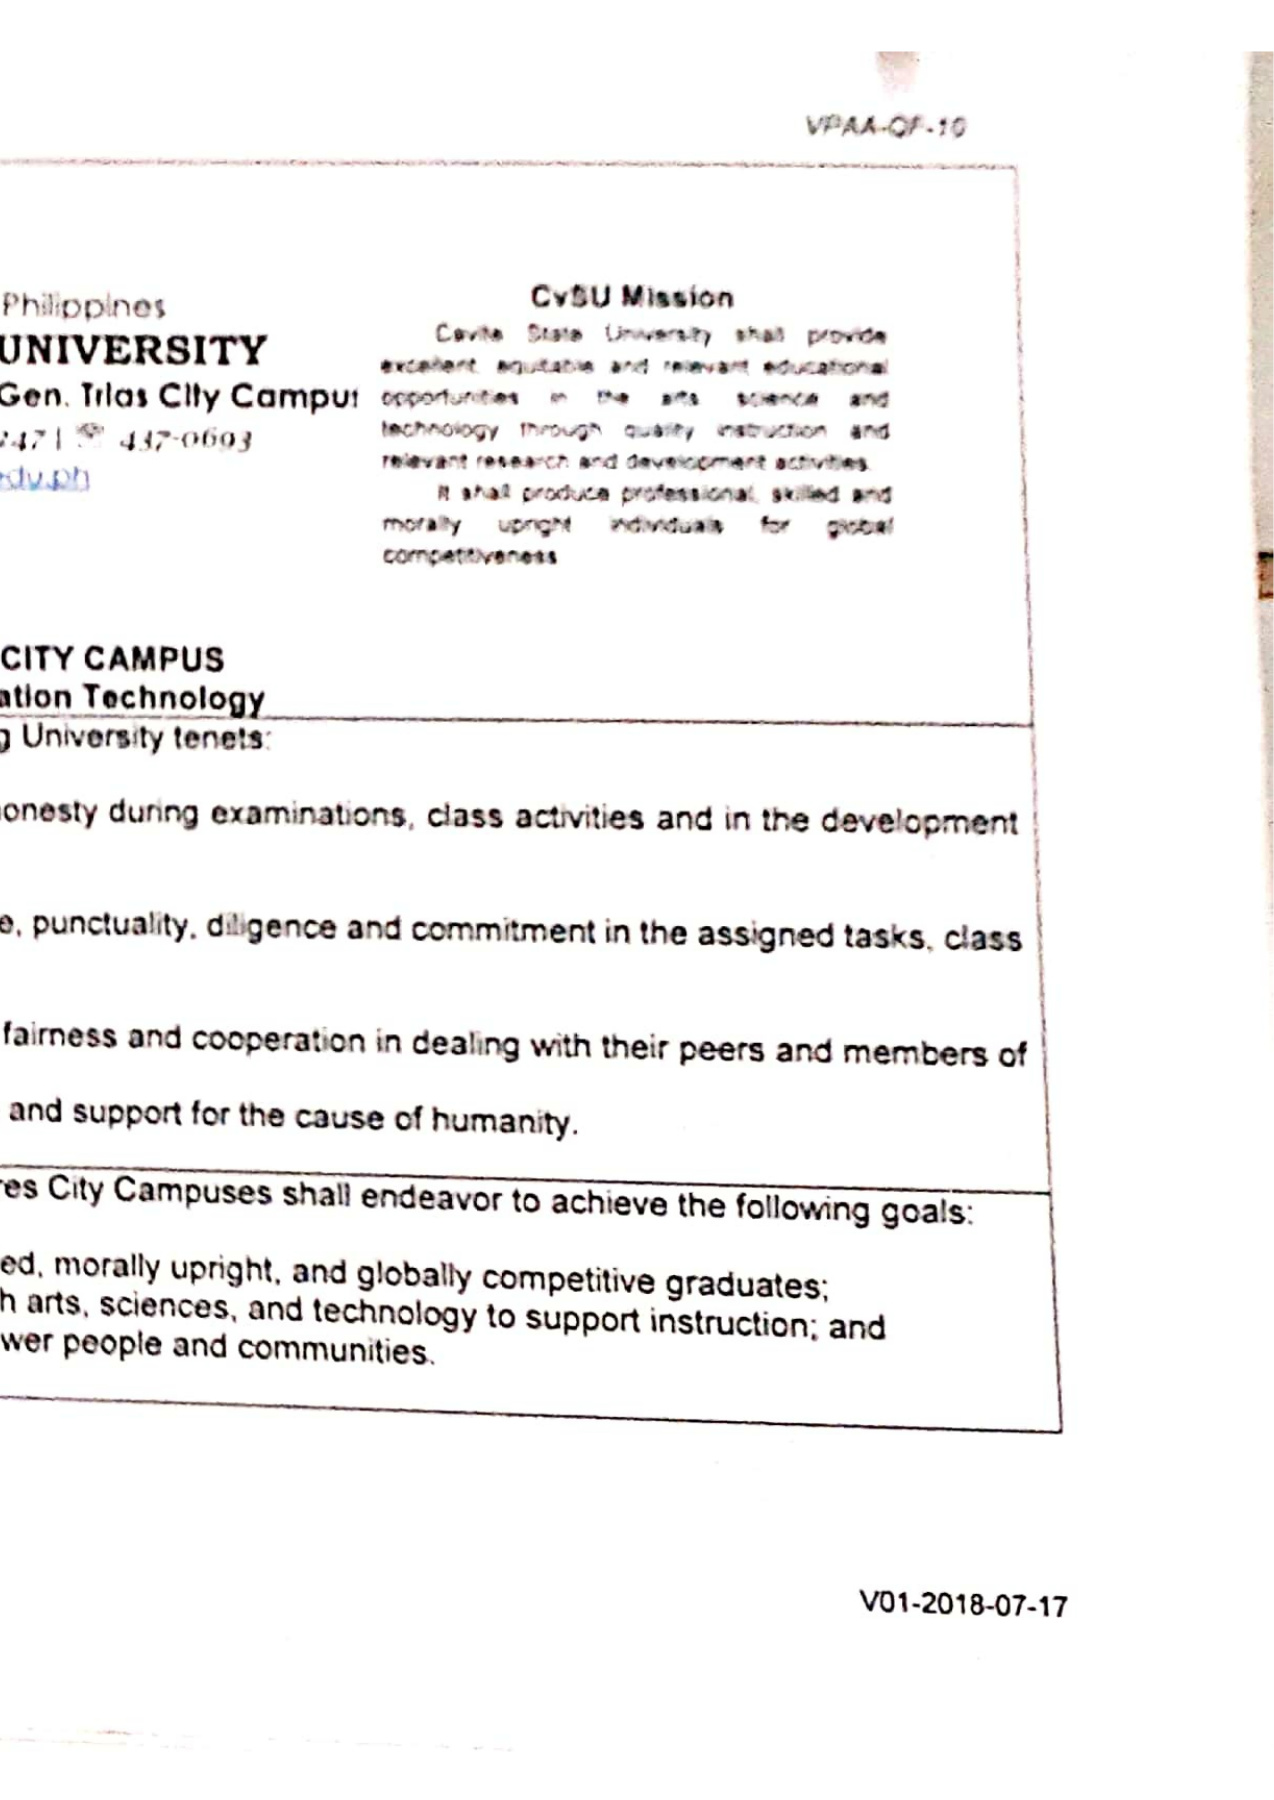 VPAA-QF-10
Philippines
UNIVERSITY
Gen. Trias City Campus
247 | ☏ 437-0693
edu.ph
CvSU Mission
Cavite State University shall provide
excellent, equitable and relevant educational
opportunities in the arts science and
technology through quality instruction and
relevant research and development activities.
It shall produce professional, skilled and
morally upright individuals for global
competitiveness
CITY CAMPUS
ation Technology
g University tenets:
onesty during examinations, class activities and in the development
e, punctuality, diligence and commitment in the assigned tasks, class
fairness and cooperation in dealing with their peers and members of
and support for the cause of humanity.
res City Campuses shall endeavor to achieve the following goals:
ed, morally upright, and globally competitive graduates;
h arts, sciences, and technology to support instruction; and
wer people and communities.
V01-2018-07-17